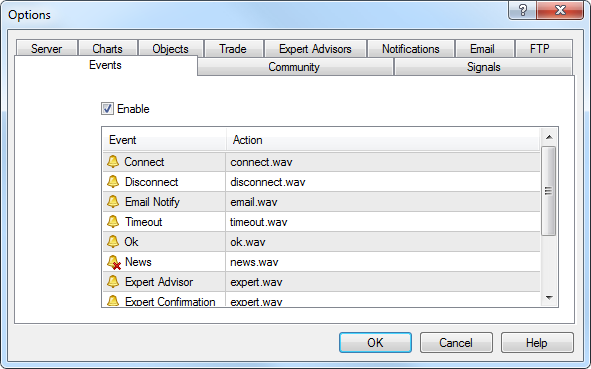 Options
Server Charts Objects Trade Expert Advisors Notifications Email FTP
Events Community Signals
Enable
Event Action
Connect connect.wav
Disconnect disconnect.wav
Email Notify email.wav
Timeout timeout.wav
Ok ok.wav
News news.wav
Expert Advisor expert.wav
Expert Confirmation expert.wav
OK Cancel Help